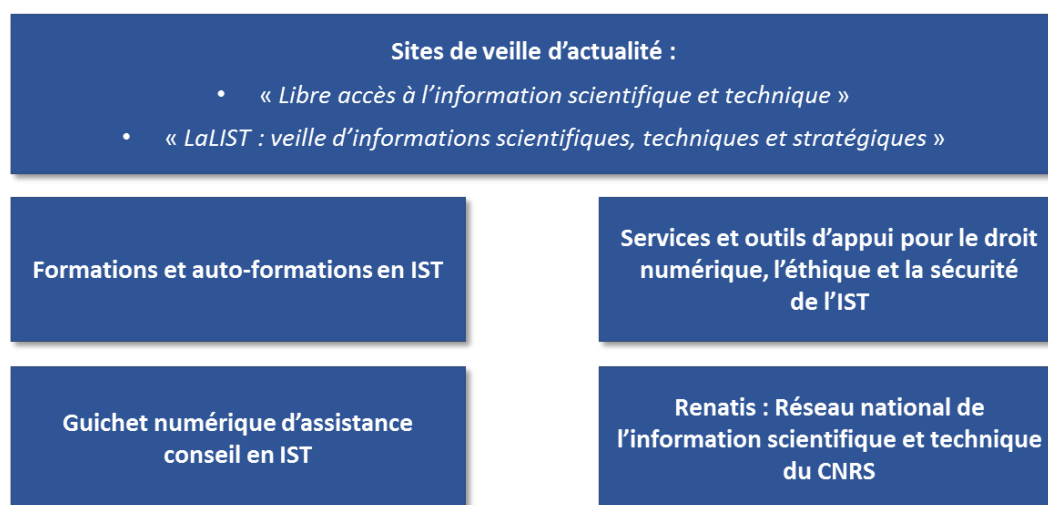 Sites de veille d’actualité :
• « Libre accès à l’information scientifique et technique »
• « LaLIST : veille d’informations scientifiques, techniques et stratégiques »
Formations et auto-formations en IST
Services et outils d’appui pour le droit
numérique, l’éthique et la sécurité
de l’IST
Guichet numérique d’assistance
conseil en IST
Renatis : Réseau national de
l’information scientifique et technique
du CNRS